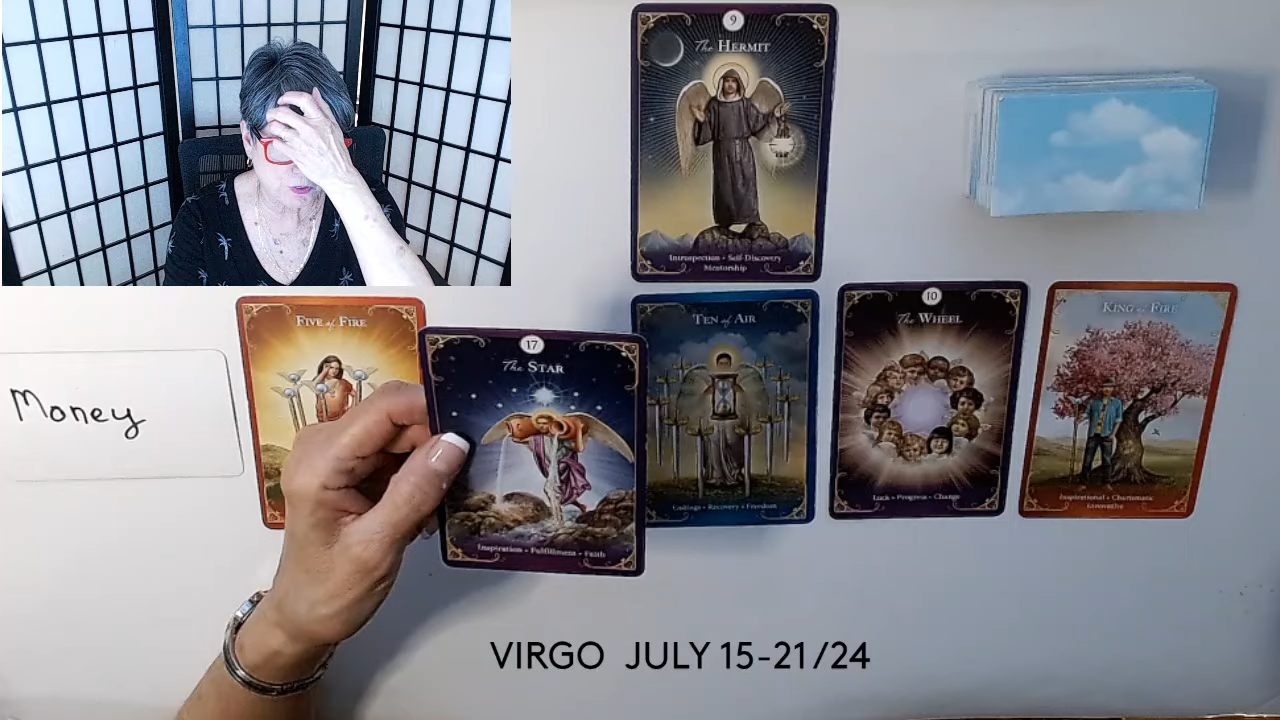 9
The HERMIT
Introspection • Self-Discovery
Mentorship
Money
FIVE of FIRE
17
The STAR
Inspiration • Fulfillment • Faith
TEN of AIR
Endings • Recovery • Freedom
10
The WHEEL
Luck • Progress • Change
KING of FIRE
Inspirational • Charismatic
Innovative
VIRGO JULY 15-21/24